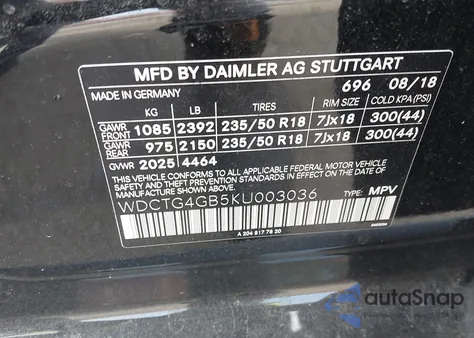 MFD BY DAIMLER AG STUTTGART
MADE IN GERMANY 696 08/18
KG LB TIRES RIM SIZE COLD KPA (PSI)
GAWR FRONT 1085 2392 235/50 R18 7Jx18 300(44)
GAWR REAR 975 2150 235/50 R18 7Jx18 300(44)
GVWR 2025 4464
THIS VEHICLE CONFORMS TO ALL APPLICABLE FEDERAL MOTOR VEHICLE
SAFETY, BUMPER, AND THEFT PREVENTION STANDARDS IN EFFECT ON THE DATE OF
MANUFACTURE SHOWN ABOVE.
WDCTG4GB5KU003036 TYPE: MPV
A 204 817 78 20
autoSnap